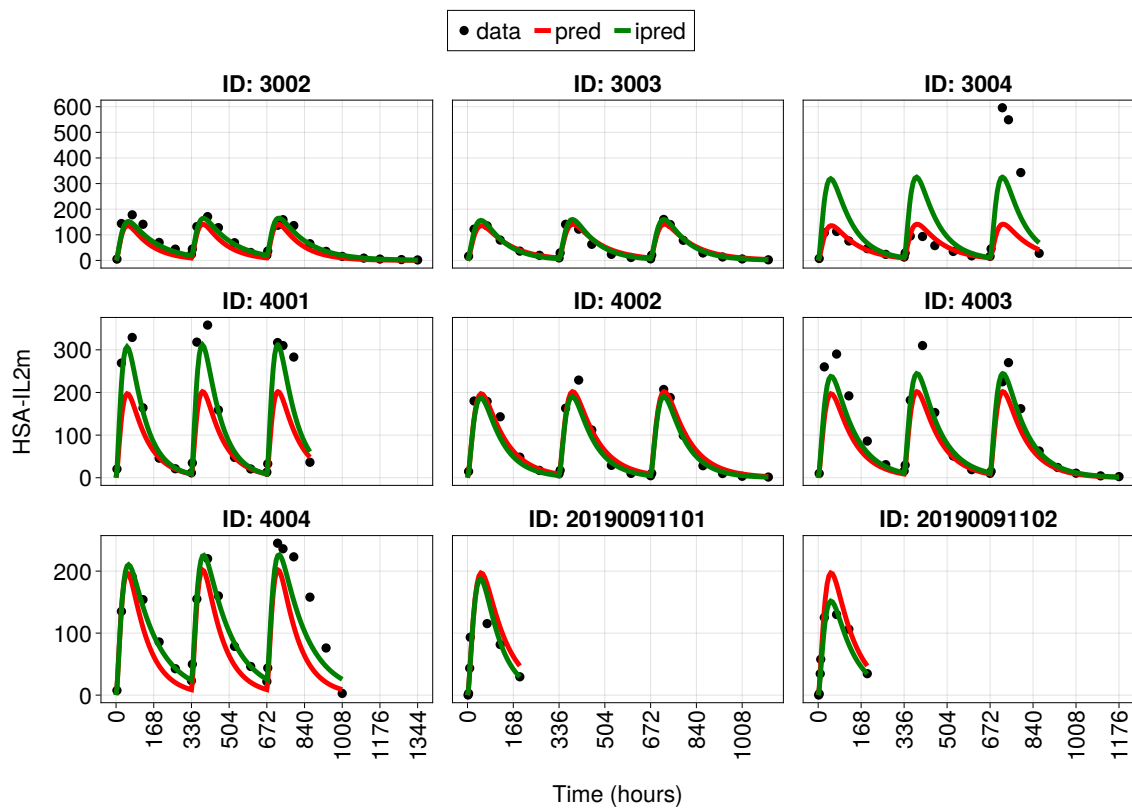 data pred ipred
ID: 3002 ID: 3003 ID: 3004
600
500
400
300
200
100
0
ID: 4001 ID: 4002 ID: 4003
300
200
100
0
HSA-IL2m
ID: 4004 ID: 20190091101 ID: 20190091102
200
100
0
0 168 336 504 672 840 1008 1176 1344
0 168 336 504 672 840 1008
0 168 336 504 672 840 1008 1176
Time (hours)